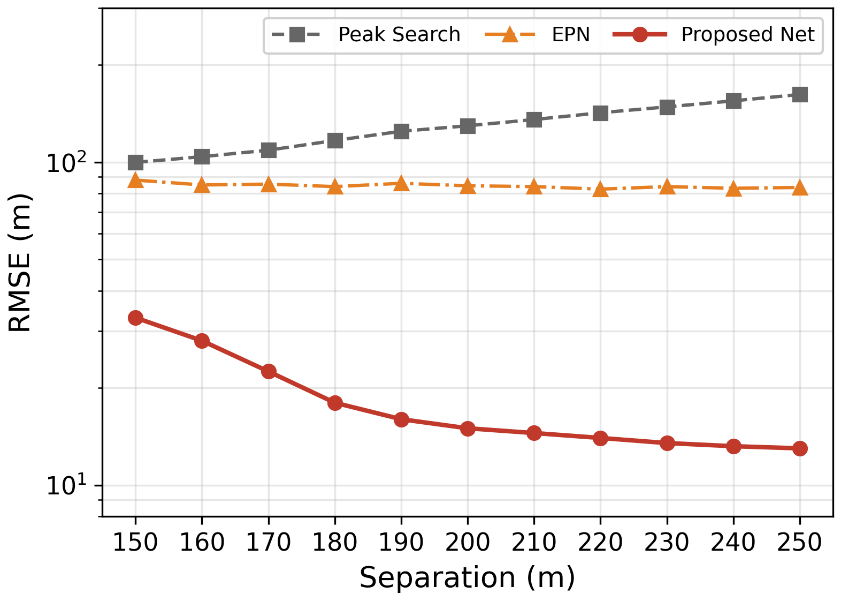 Peak Search EPN Proposed Net
RMSE (m)
10²
10¹
150 160 170 180 190 200 210 220 230 240 250
Separation (m)